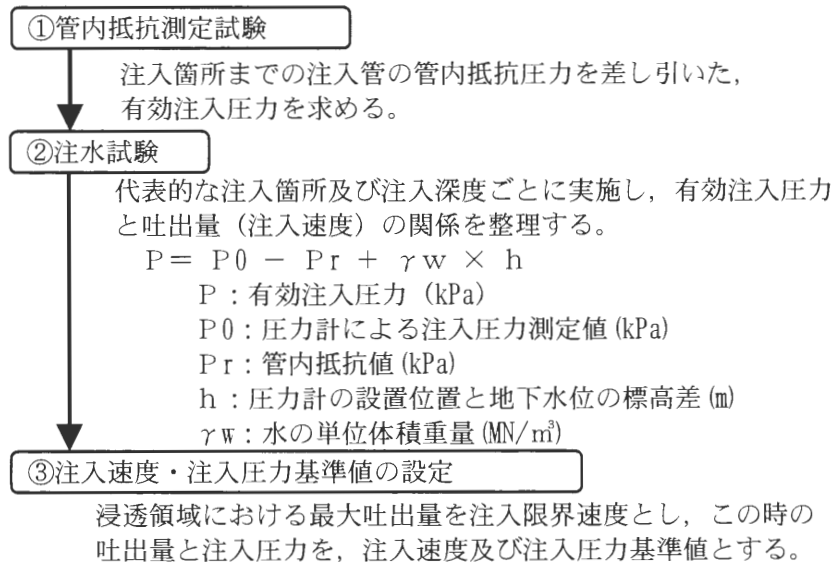 ①管内抵抗測定試験
注入箇所までの注入管の管内抵抗圧力を差し引いた，
有効注入圧力を求める。
②注水試験
代表的な注入箇所及び注入深度ごとに実施し，有効注入圧力
と吐出量（注入速度）の関係を整理する。
Ｐ＝ Ｐ0 － Ｐr ＋ γｗ × ｈ
Ｐ：有効注入圧力（kPa）
Ｐ0：圧力計による注入圧力測定値(kPa)
Ｐr：管内抵抗値(kPa)
ｈ：圧力計の設置位置と地下水位の標高差(m)
γｗ：水の単位体積重量(MN/㎥)
③注入速度・注入圧力基準値の設定
浸透領域における最大吐出量を注入限界速度とし，この時の
吐出量と注入圧力を，注入速度及び注入圧力基準値とする。